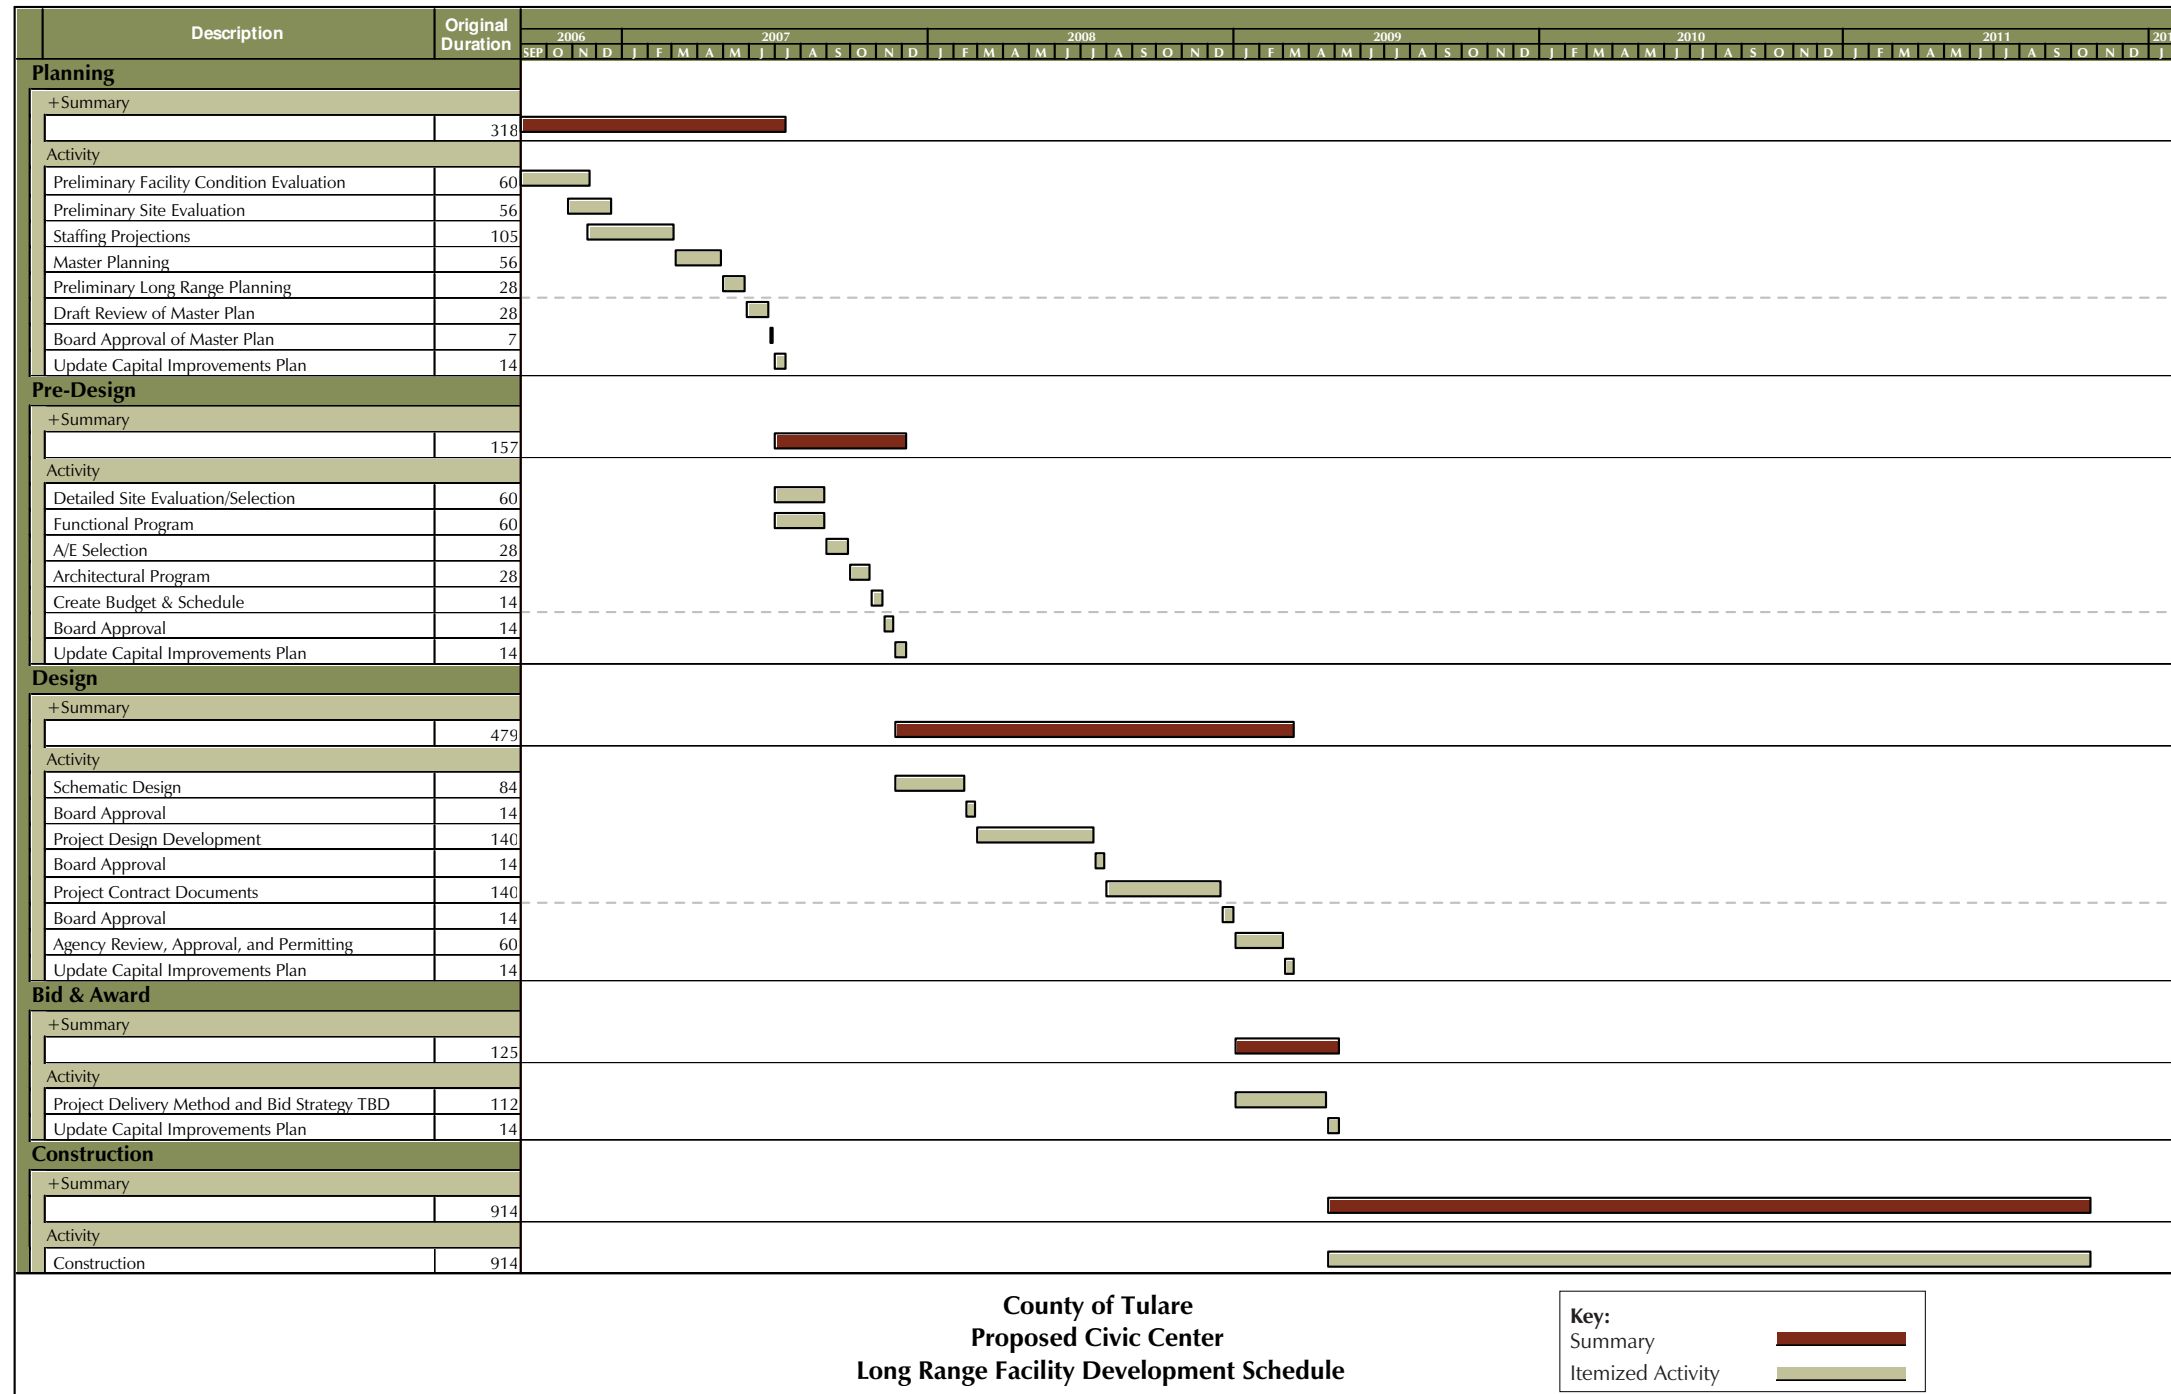 Description Original Duration
2006 2007 2008 2009 2010 2011 201
SEP O N D J F M A M J J A S O N D J F M A M J J A S O N D J F M A M J J A S O N D J F M A M J J A S O N D J F M A M J J A S O N D J
Planning
+Summary
318
Activity
Preliminary Facility Condition Evaluation 60
Preliminary Site Evaluation 56
Staffing Projections 105
Master Planning 56
Preliminary Long Range Planning 28
Draft Review of Master Plan 28
Board Approval of Master Plan 7
Update Capital Improvements Plan 14
Pre-Design
+Summary
157
Activity
Detailed Site Evaluation/Selection 60
Functional Program 60
A/E Selection 28
Architectural Program 28
Create Budget & Schedule 14
Board Approval 14
Update Capital Improvements Plan 14
Design
+Summary
479
Activity
Schematic Design 84
Board Approval 14
Project Design Development 140
Board Approval 14
Project Contract Documents 140
Board Approval 14
Agency Review, Approval, and Permitting 60
Update Capital Improvements Plan 14
Bid & Award
+Summary
125
Activity
Project Delivery Method and Bid Strategy TBD 112
Update Capital Improvements Plan 14
Construction
+Summary
914
Activity
Construction 914
County of Tulare
Proposed Civic Center
Long Range Facility Development Schedule
Key:
Summary
Itemized Activity